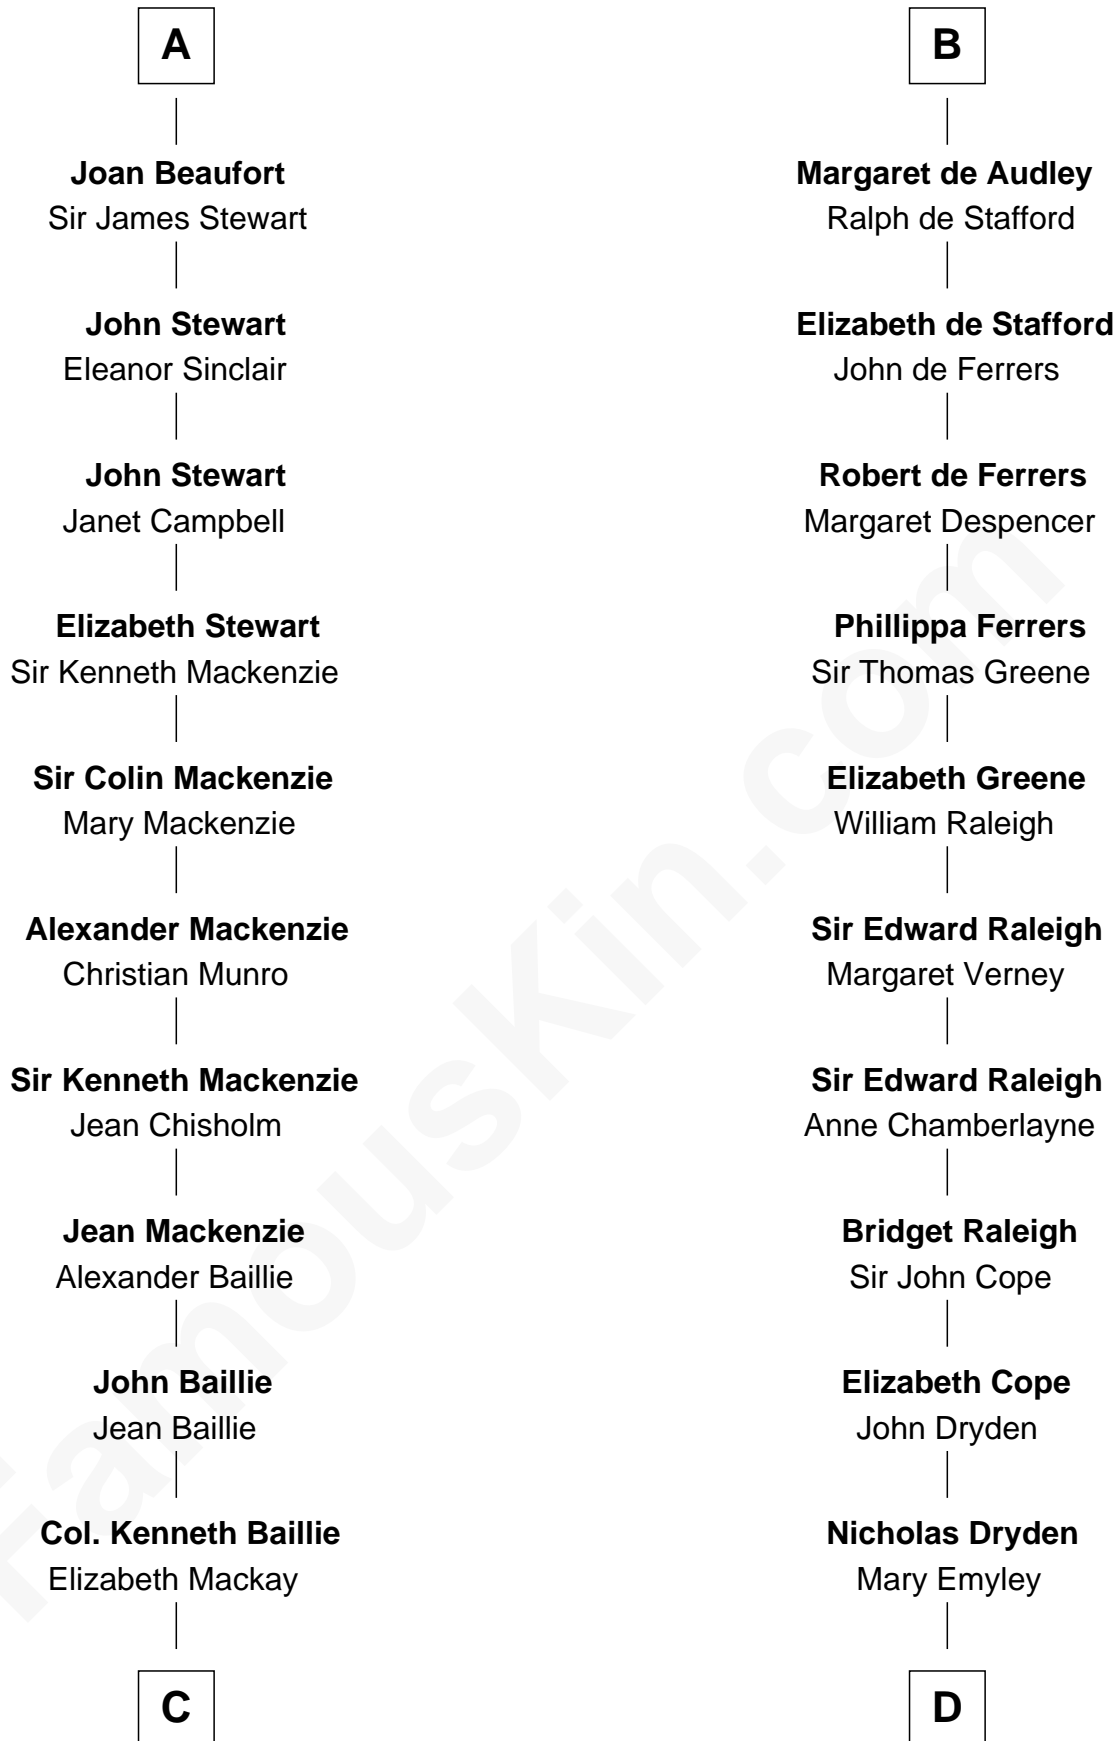 A
Joan Beaufort
Sir James Stewart
John Stewart
Eleanor Sinclair
John Stewart
Janet Campbell
Elizabeth Stewart
Sir Kenneth Mackenzie
Sir Colin Mackenzie
Mary Mackenzie
Alexander Mackenzie
Christian Munro
Sir Kenneth Mackenzie
Jean Chisholm
Jean Mackenzie
Alexander Baillie
John Baillie
Jean Baillie
Col. Kenneth Baillie
Elizabeth Mackay
C
B
Margaret de Audley
Ralph de Stafford
Elizabeth de Stafford
John de Ferrers
Robert de Ferrers
Margaret Despencer
Phillippa Ferrers
Sir Thomas Greene
Elizabeth Greene
William Raleigh
Sir Edward Raleigh
Margaret Verney
Sir Edward Raleigh
Anne Chamberlayne
Bridget Raleigh
Sir John Cope
Elizabeth Cope
John Dryden
Nicholas Dryden
Mary Emyley
D
FamousKin.com